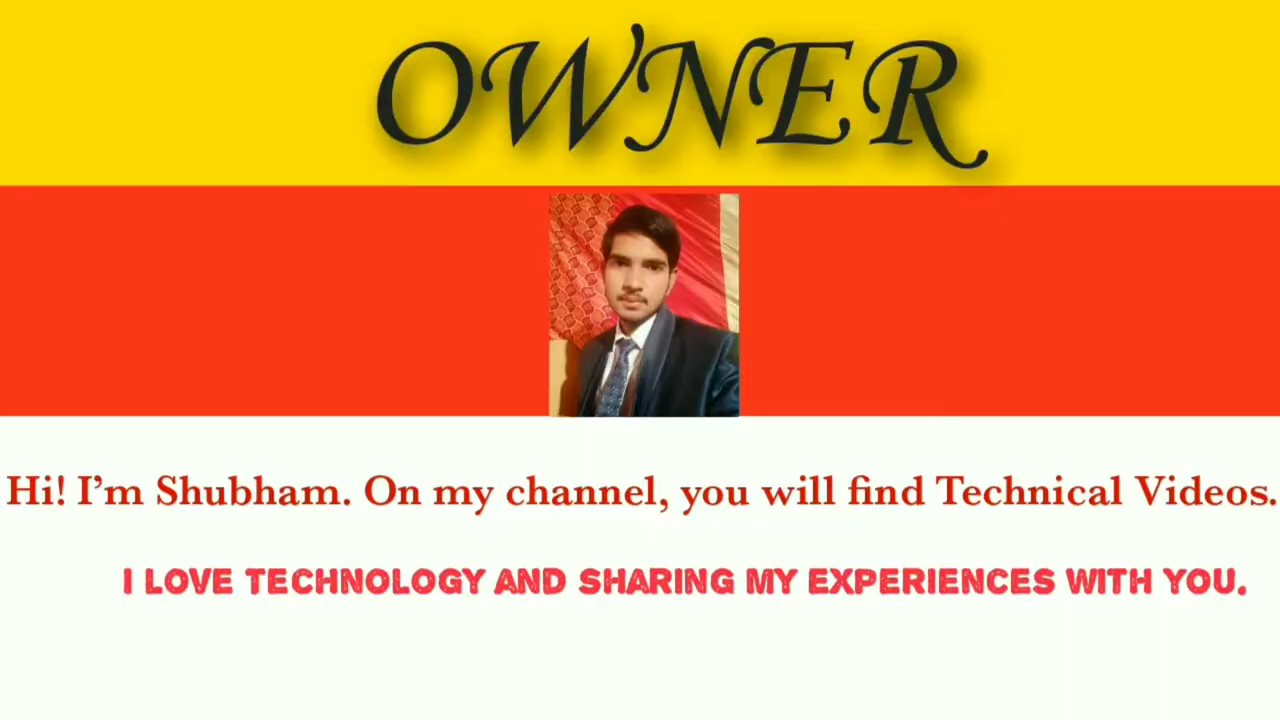 OWNER
Hi! I’m Shubham. On my channel, you will find Technical Videos.
I LOVE TECHNOLOGY AND SHARING MY EXPERIENCES WITH YOU.